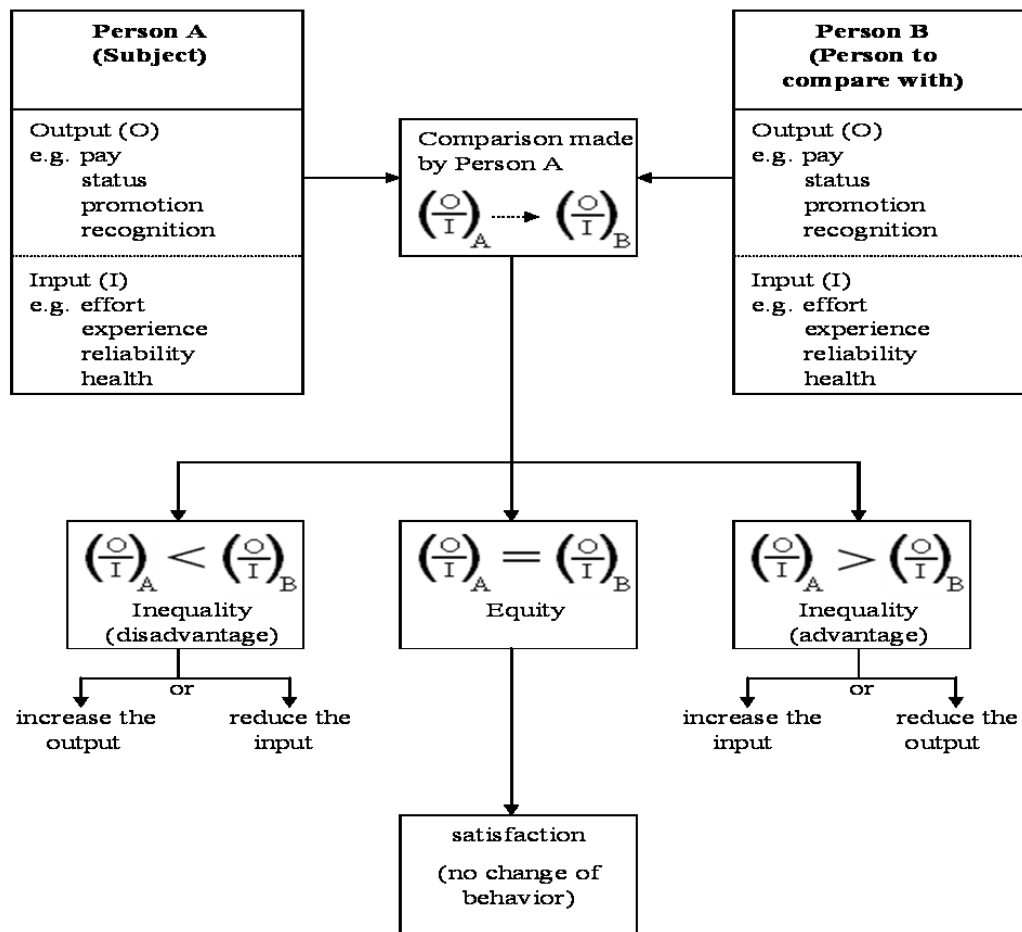 Person A
(Subject)
Output (O)
e.g. pay
status
promotion
recognition
Input (I)
e.g. effort
experience
reliability
health
Comparison made
by Person A
(O/I)A (O/I)B
Person B
(Person to
compare with)
Output (O)
e.g. pay
status
promotion
recognition
Input (I)
e.g. effort
experience
reliability
health
(O/I)A < (O/I)B
Inequality
(disadvantage)
or
increase the
output
reduce the
input
(O/I)A = (O/I)B
Equity
satisfaction
(no change of
behavior)
(O/I)A > (O/I)B
Inequality
(advantage)
or
increase the
input
reduce the
output